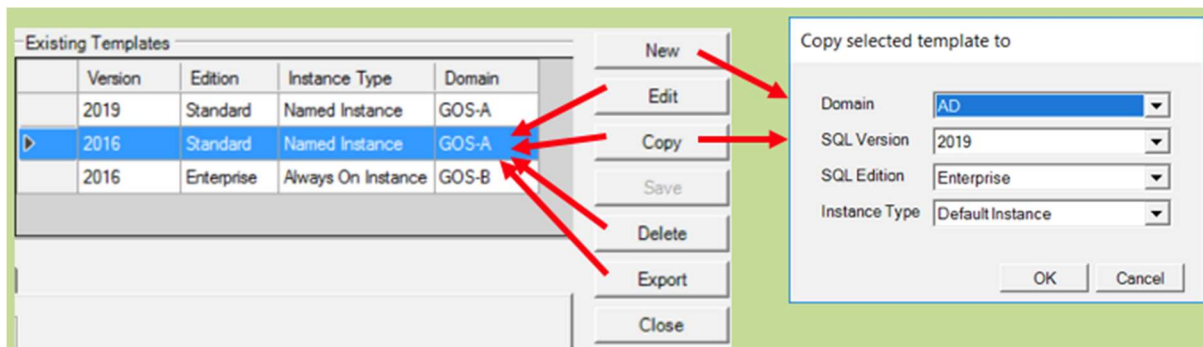 Existing Templates
Version Edition Instance Type Domain
2019 Standard Named Instance GOS-A
2016 Standard Named Instance GOS-A
2016 Enterprise Always On Instance GOS-B
New
Edit
Copy
Save
Delete
Export
Close
Copy selected template to
Domain AD
SQL Version 2019
SQL Edition Enterprise
Instance Type Default Instance
OK Cancel